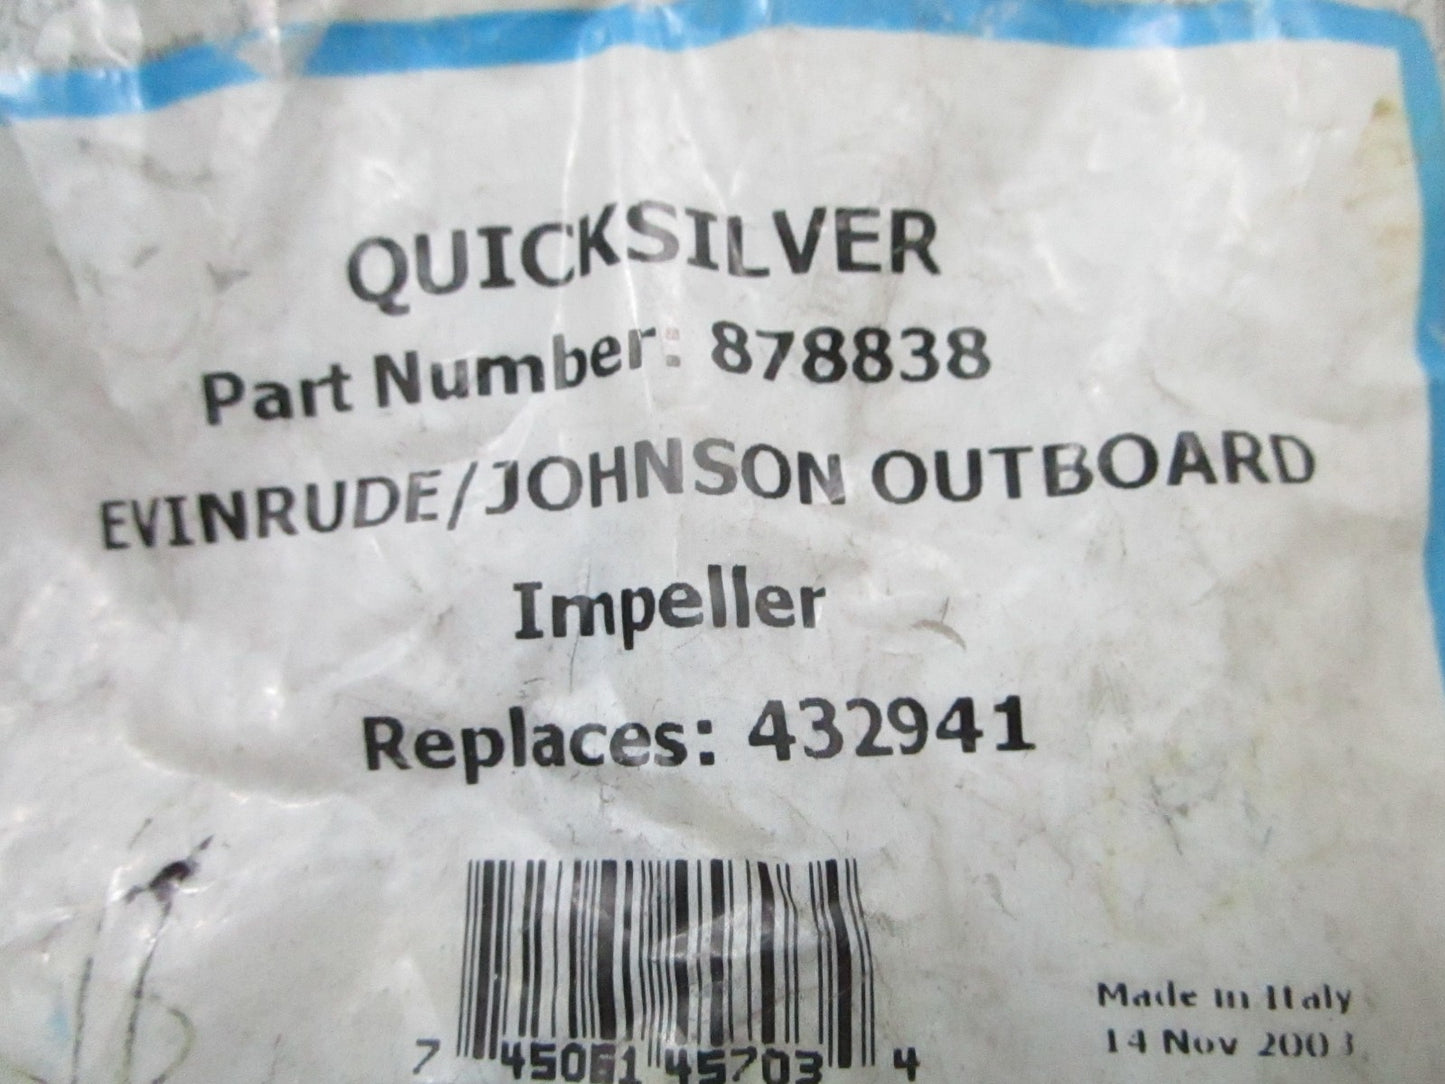 QUICKSILVER
Part Number: 878838
EVINRUDE/JOHNSON OUTBOARD
Impeller
Replaces: 432941
7 45061 45703 4
Made in Italy
14 Nov 2003